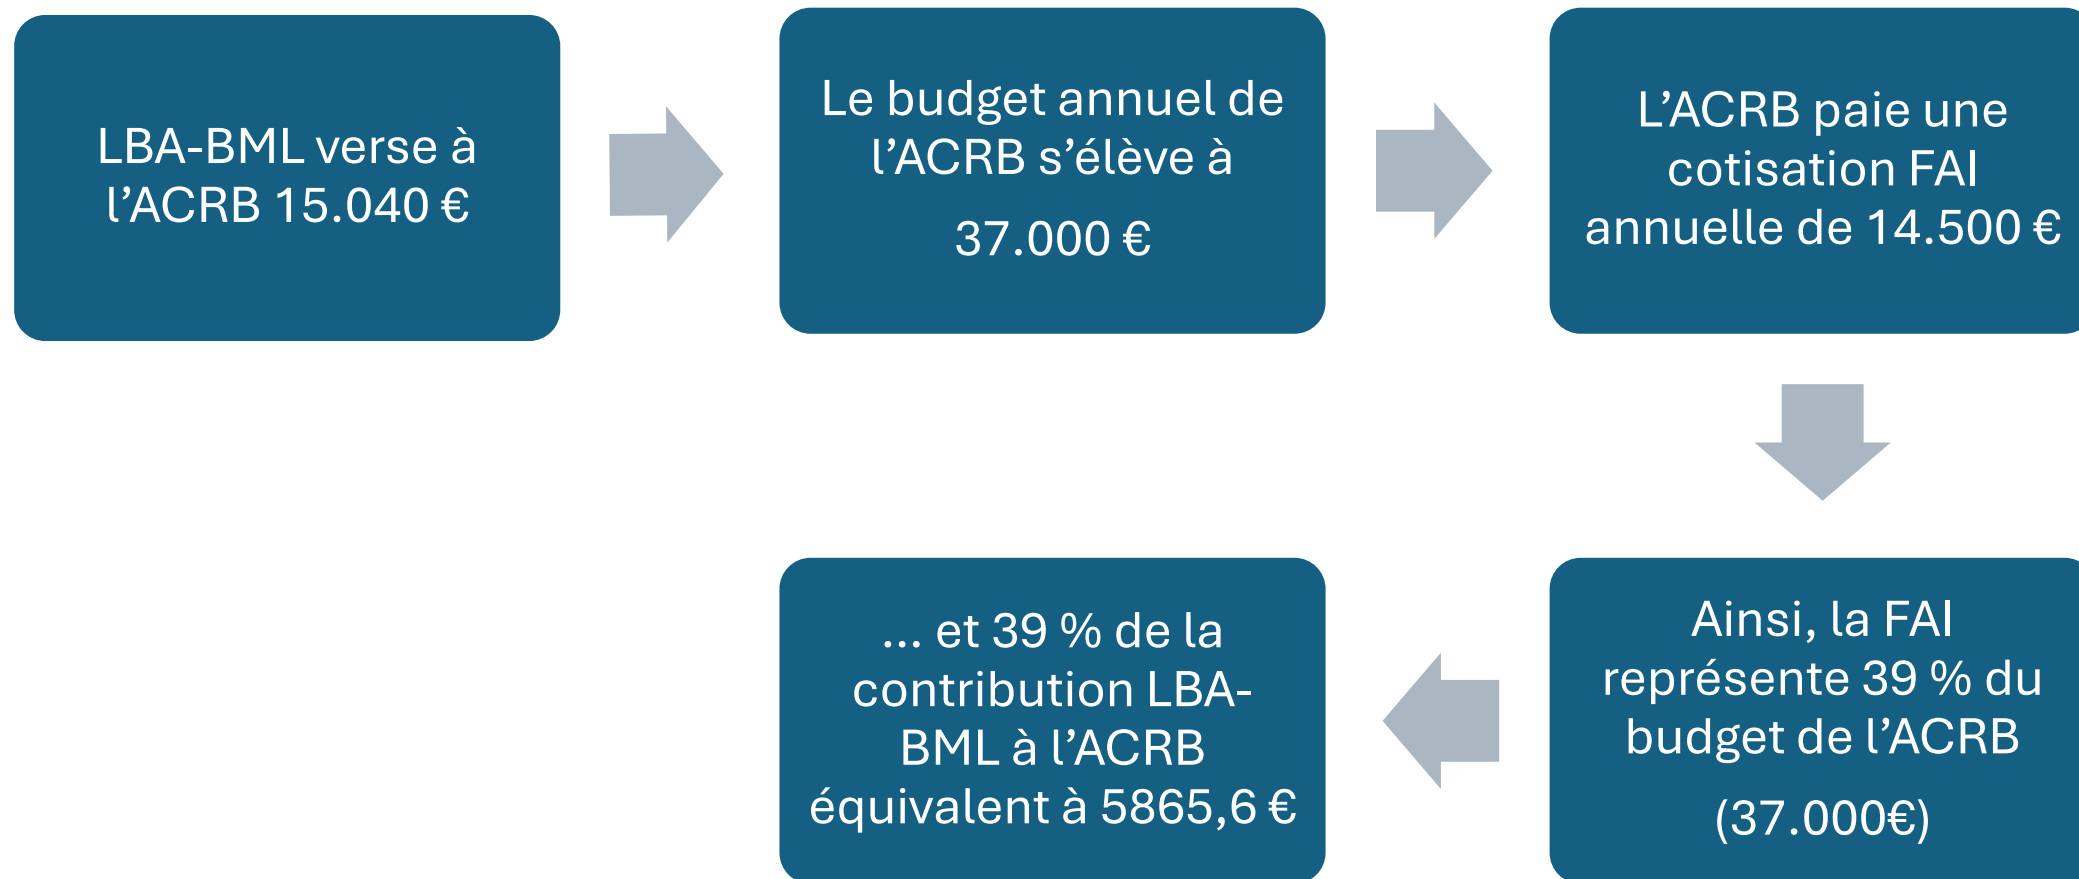 LBA-BML verse à
l’ACRB 15.040 €
Le budget annuel de
l’ACRB s’élève à
37.000 €
L’ACRB paie une
cotisation FAI
annuelle de 14.500 €
Ainsi, la FAI
représente 39 % du
budget de l’ACRB
(37.000€)
... et 39 % de la
contribution LBA-
BML à l’ACRB
équivalent à 5865,6 €